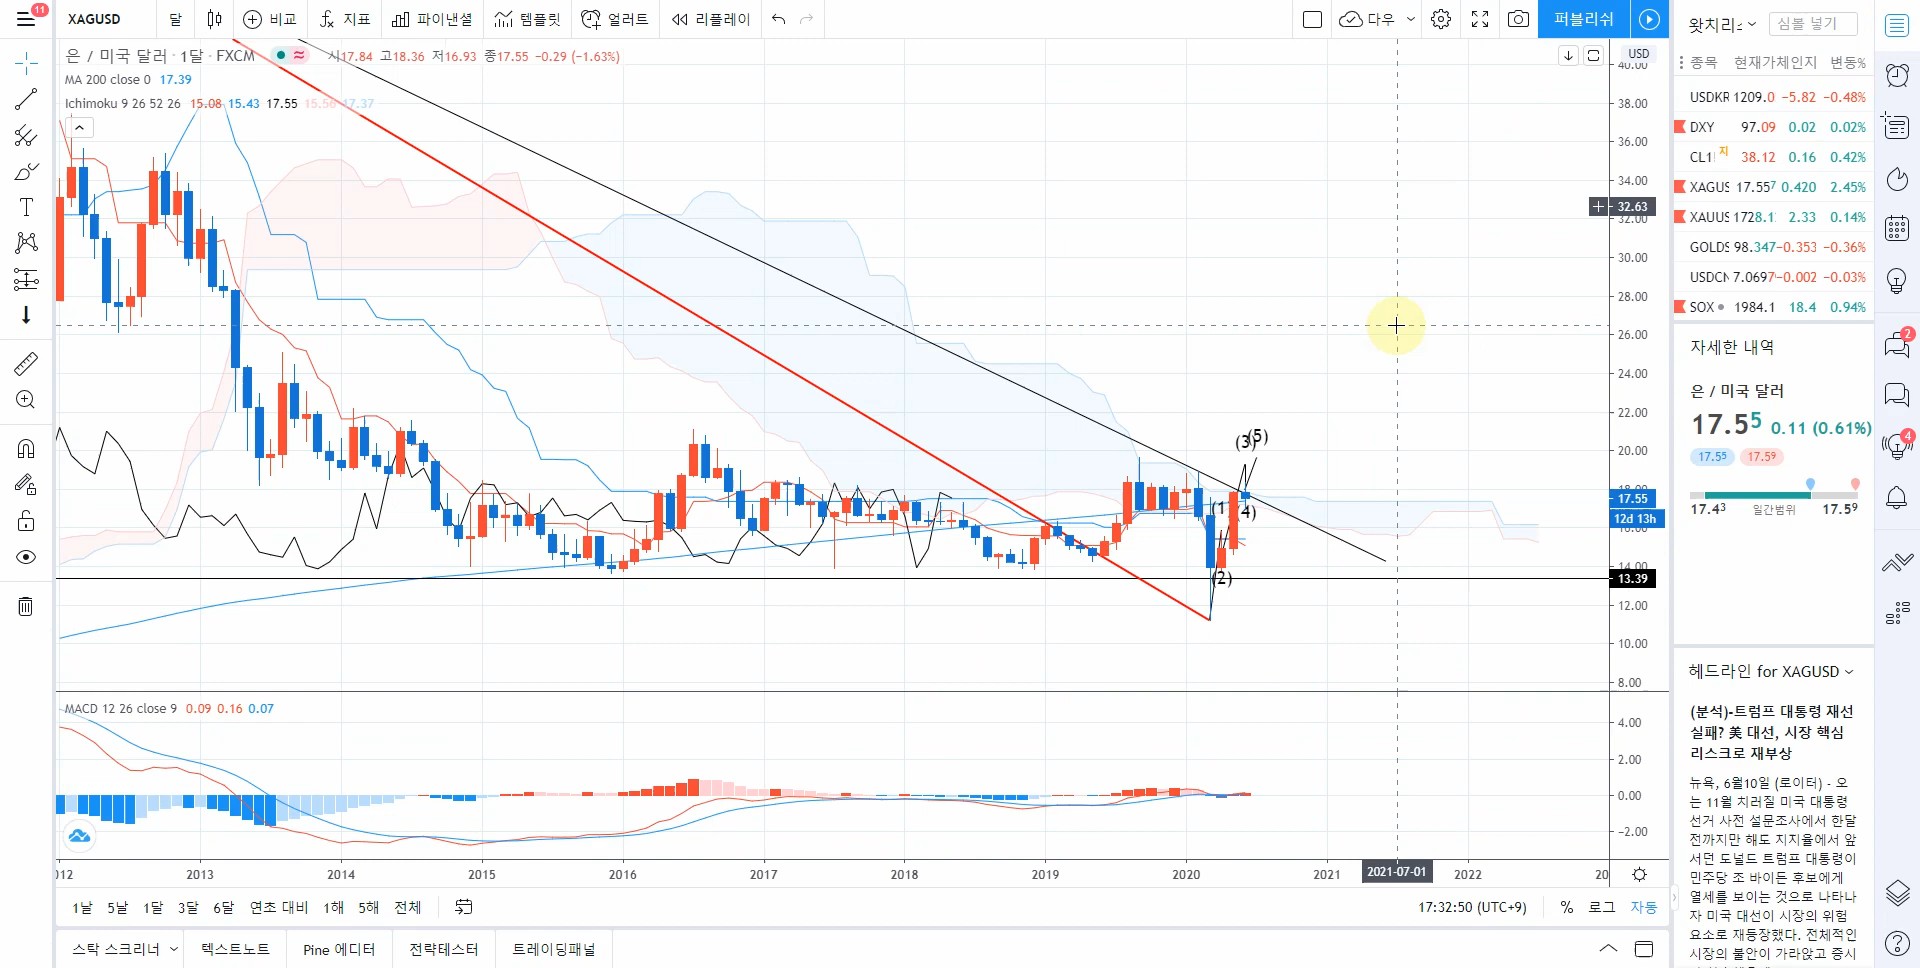 11
XAGUSD
달
비교
지표
파이낸셜
템플릿
얼러트
리플레이
다우
퍼블리쉬
은 / 미국 달러 · 1달 · FXCM
시17.84 고18.36 저16.93 종17.55 −0.29 (−1.63%)
MA 200 close 0 17.39
Ichimoku 9 26 52 26 15.08 15.43 17.55 15.56 17.37
USD
40.00
38.00
36.00
34.00
32.63
32.00
30.00
28.00
26.00
24.00
22.00
20.00
18.00
17.55
12d 13h
16.00
14.00
13.39
12.00
10.00
8.00
(3)
(5)
(1)
(4)
(2)
MACD 12 26 close 9 0.09 0.16 0.07
4.00
2.00
0.00
−2.00
012 2013 2014 2015 2016 2017 2018 2019 2020 2021 2021-07-01 2022 20
1날 5날 1달 3달 6달 연초 대비 1해 5해 전체
17:32:50 (UTC+9) % 로그 자동
스탁 스크리너 텍스트노트 Pine 에디터 전략테스터 트레이딩패널
왓치리스 심볼 넣기
종목 현재가 체인지 변동%
USDKR 1209.0 −5.82 −0.48%
DXY 97.09 0.02 0.02%
CL1! 지 38.12 0.16 0.42%
XAGUS 17.557 0.420 2.45%
XAUUS 1728.1 2.33 0.14%
GOLDS 98.347 −0.353 −0.36%
USDCN 7.0697 −0.002 −0.03%
SOX 1984.1 18.4 0.94%
자세한 내역
은 / 미국 달러
17.55 0.11 (0.61%)
17.55 17.59
17.43 일간범위 17.59
헤드라인 for XAGUSD
(분석)-트럼프 대통령 재선
실패? 美 대선, 시장 핵심
리스크로 재부상
뉴욕, 6월10일 (로이터) - 오
는 11월 치러질 미국 대통령
선거 사전 설문조사에서 한달
전까지만 해도 지지율에서 앞
서던 도널드 트럼프 대통령이
민주당 조 바이든 후보에게
열세를 보이는 것으로 나타나
자 미국 대선이 시장의 위험
요소로 재등장했다. 전체적인
시장의 불안이 가라앉고 증시
2
4